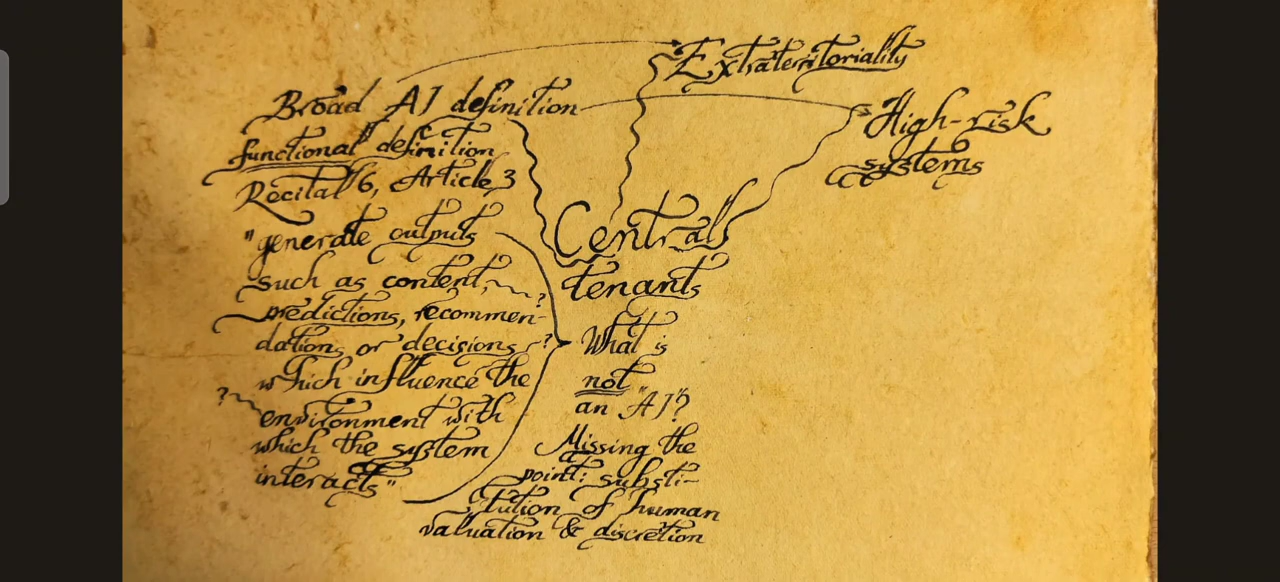 Extraterritoriality
Broad AI definition
High-risk
systems
"functional" definition
Recital 6, Article 3
"generate outputs
such as content,
?
predictions, recommen-
dations or decisions
?
which influence the
?
environment with
which the system
interacts"
Central
tenants
What is
not
an "AI"?
Missing the
point: substi-
tution of human
valuation & discretion